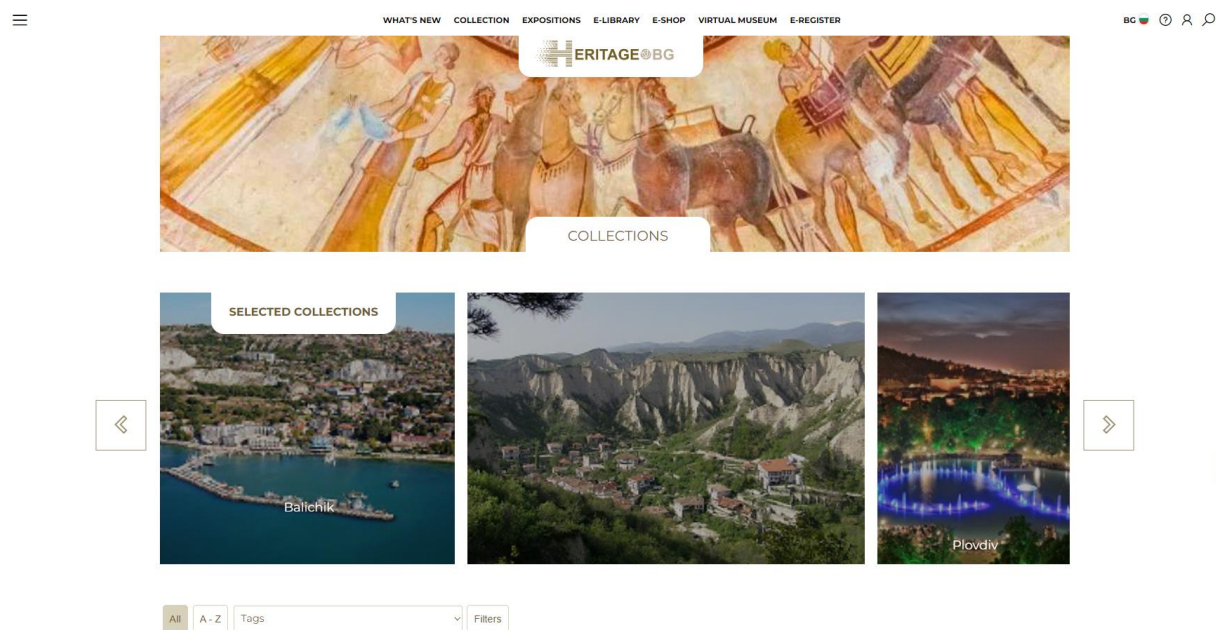 WHAT'S NEW COLLECTION EXPOSITIONS E-LIBRARY E-SHOP VIRTUAL MUSEUM E-REGISTER BG
HERITAGE BG
COLLECTIONS
SELECTED COLLECTIONS
Balichik
Plovdiv
All A - Z Tags Filters